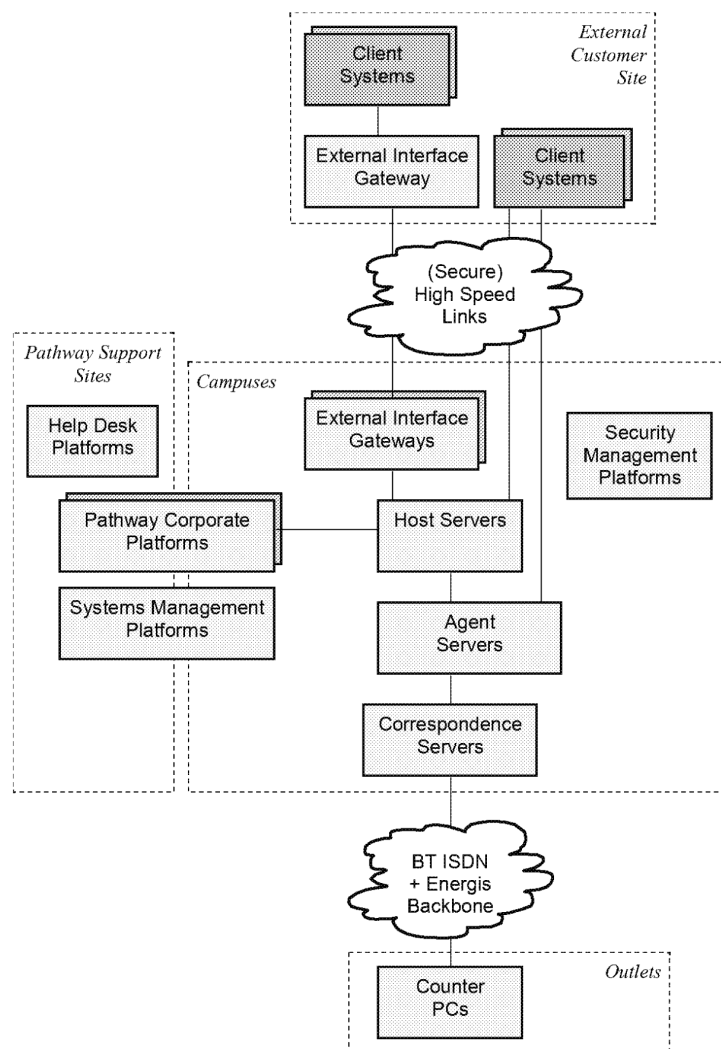 External
Customer
Site
Client
Systems
External Interface
Gateway
Client
Systems
(Secure)
High Speed
Links
Pathway Support
Sites
Campuses
Help Desk
Platforms
External Interface
Gateways
Security
Management
Platforms
Pathway Corporate
Platforms
Host Servers
Systems Management
Platforms
Agent
Servers
Correspondence
Servers
BT ISDN
+ Energis
Backbone
Outlets
Counter
PCs